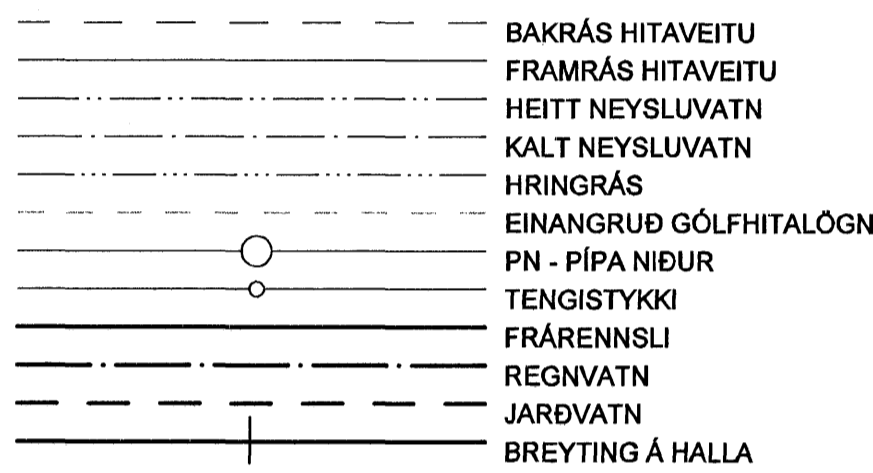 BAKRÁS HITAVEITU
FRAMRÁS HITAVEITU
HEITT NEYSLUVATN
KALT NEYSLUVATN
HRINGRÁS
EINANGRUÐ GÓLFHITALÖGN
PN - PÍPA NIÐUR
TENGISTYKKI
FRÁRENNSLI
REGNVATN
JARÐVATN
BREYTING Á HALLA